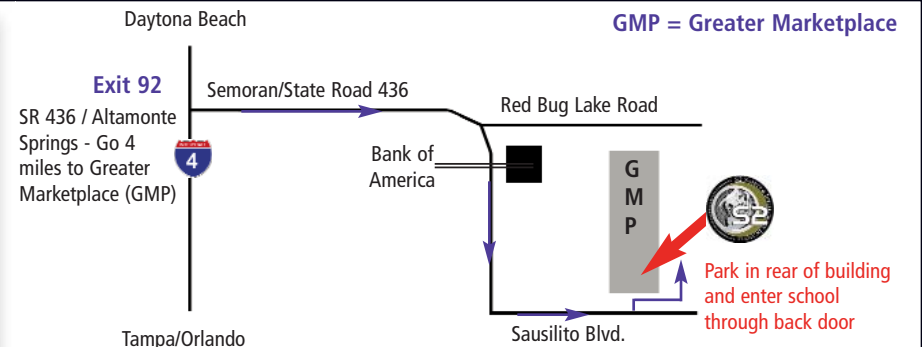 Daytona Beach
GMP = Greater Marketplace
Exit 92
SR 436 / Altamonte
Springs - Go 4
miles to Greater
Marketplace (GMP)
4
Semoran/State Road 436
Red Bug Lake Road
Bank of
America
G
M
P
S2
Park in rear of building
and enter school
through back door
Sausilito Blvd.
Tampa/Orlando